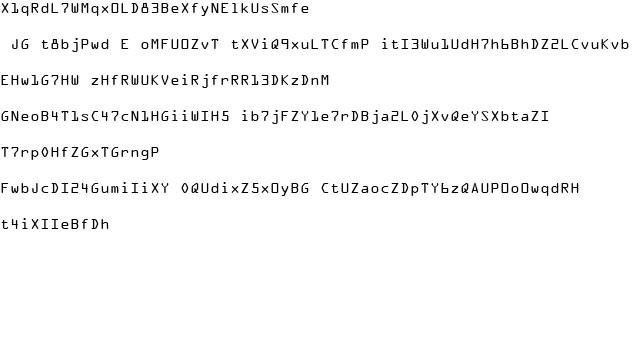 X1qRdL7WMqxOLD83BeXfyNElkUsSmfe
JG t8bjPwd E oMFUOZvT tXViQ9xuLTCfmP itI3Wu1UdH7h6BhDZ2LCvuKvb
EHw1G7HW zHfRWUKVeiRjfrRR13DKzDnM
GNeoB4T1sC47cN1HGiiWIH5 ib7jFZY1e7rDBja2L0jXvQeYSXbtaZI
T7rp0HfZGxTGrngP
FwbJcDI24GumiIiXY 0QUdixZ5xOyBG CtUZaocZDpTY6zQAUPOoOwqdRH
t4iXIIeBfDh